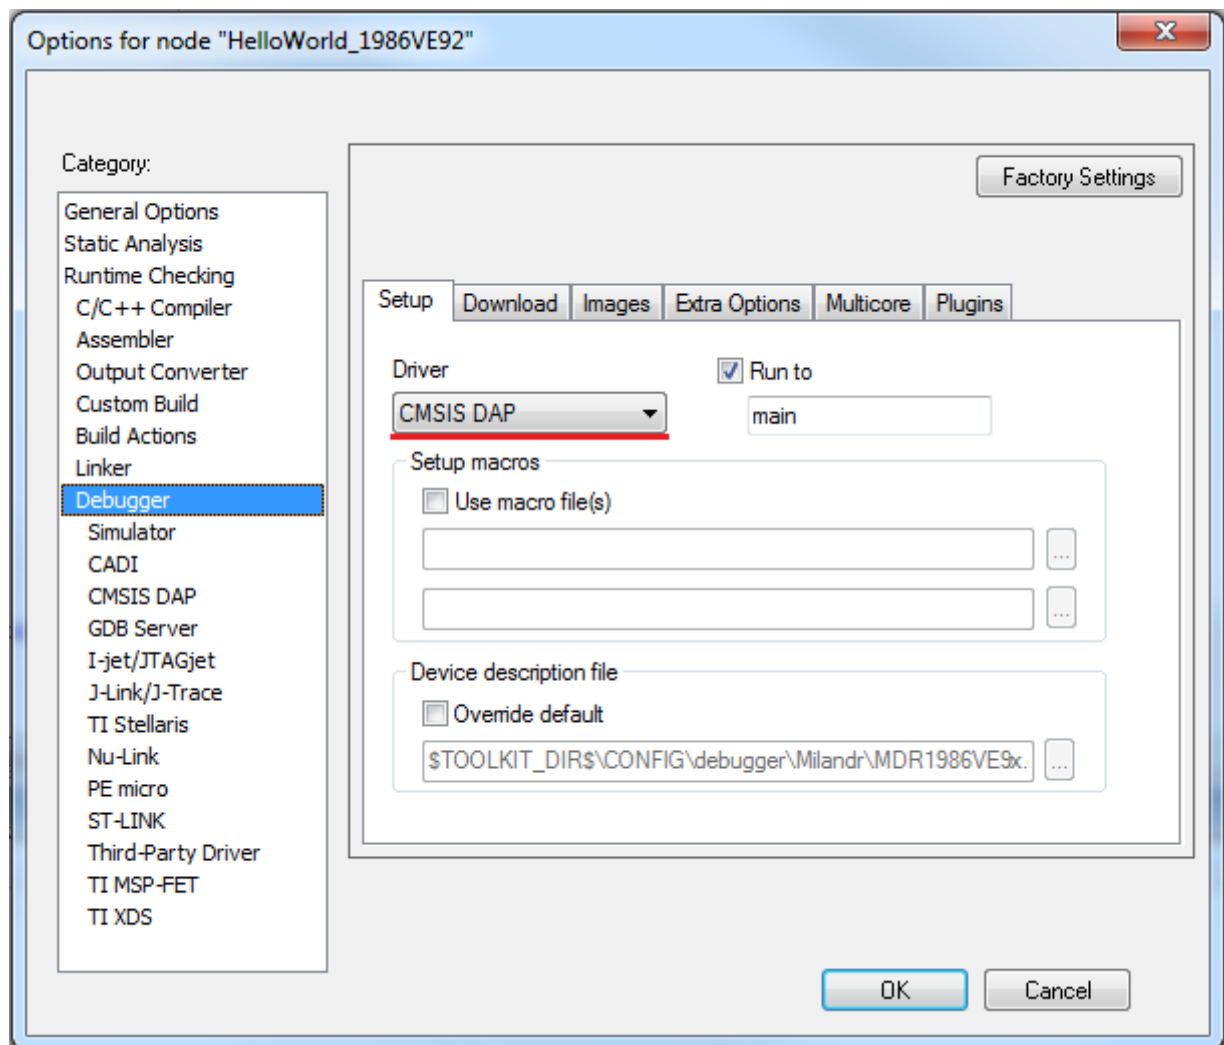 Options for node "HelloWorld_1986VE92"
Category:
Factory Settings
General Options
Static Analysis
Runtime Checking
C/C++ Compiler
Assembler
Output Converter
Custom Build
Build Actions
Linker
Debugger
Simulator
CADI
CMSIS DAP
GDB Server
I-jet/JTAGjet
J-Link/J-Trace
TI Stellaris
Nu-Link
PE micro
ST-LINK
Third-Party Driver
TI MSP-FET
TI XDS
Setup Download Images Extra Options Multicore Plugins
Driver
Run to
CMSIS DAP
main
Setup macros
Use macro file(s)
...
...
Device description file
Override default
$TOOLKIT_DIR$\CONFIG\debugger\Milandr\MDR1986VE9x.
...
OK Cancel